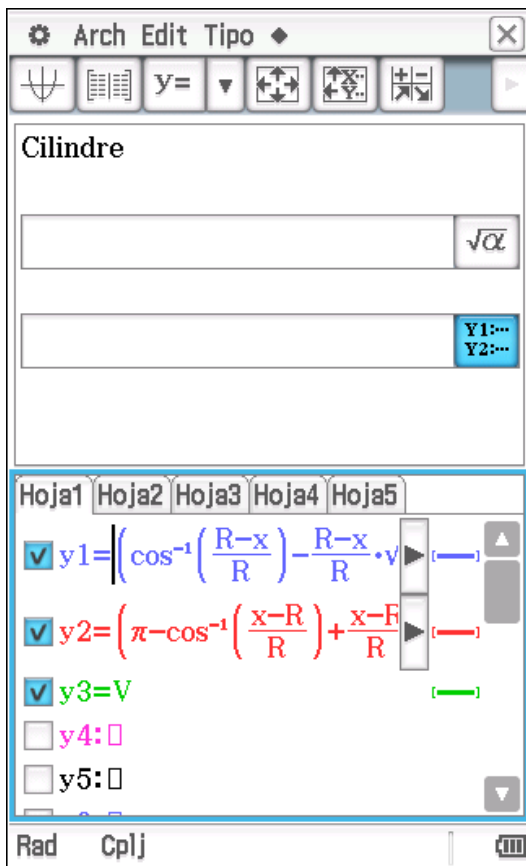 Arch Edit Tipo
y=
Cilindre
√α
Y1:...
Y2:...
Hoja1 Hoja2 Hoja3 Hoja4 Hoja5
y1=(cos⁻¹((R-x)/R)-(R-x)/R·
y2=(π-cos⁻¹((x-R)/R)+(x-R)/R
y3=V
y4:▯
y5:▯
Rad Cplj